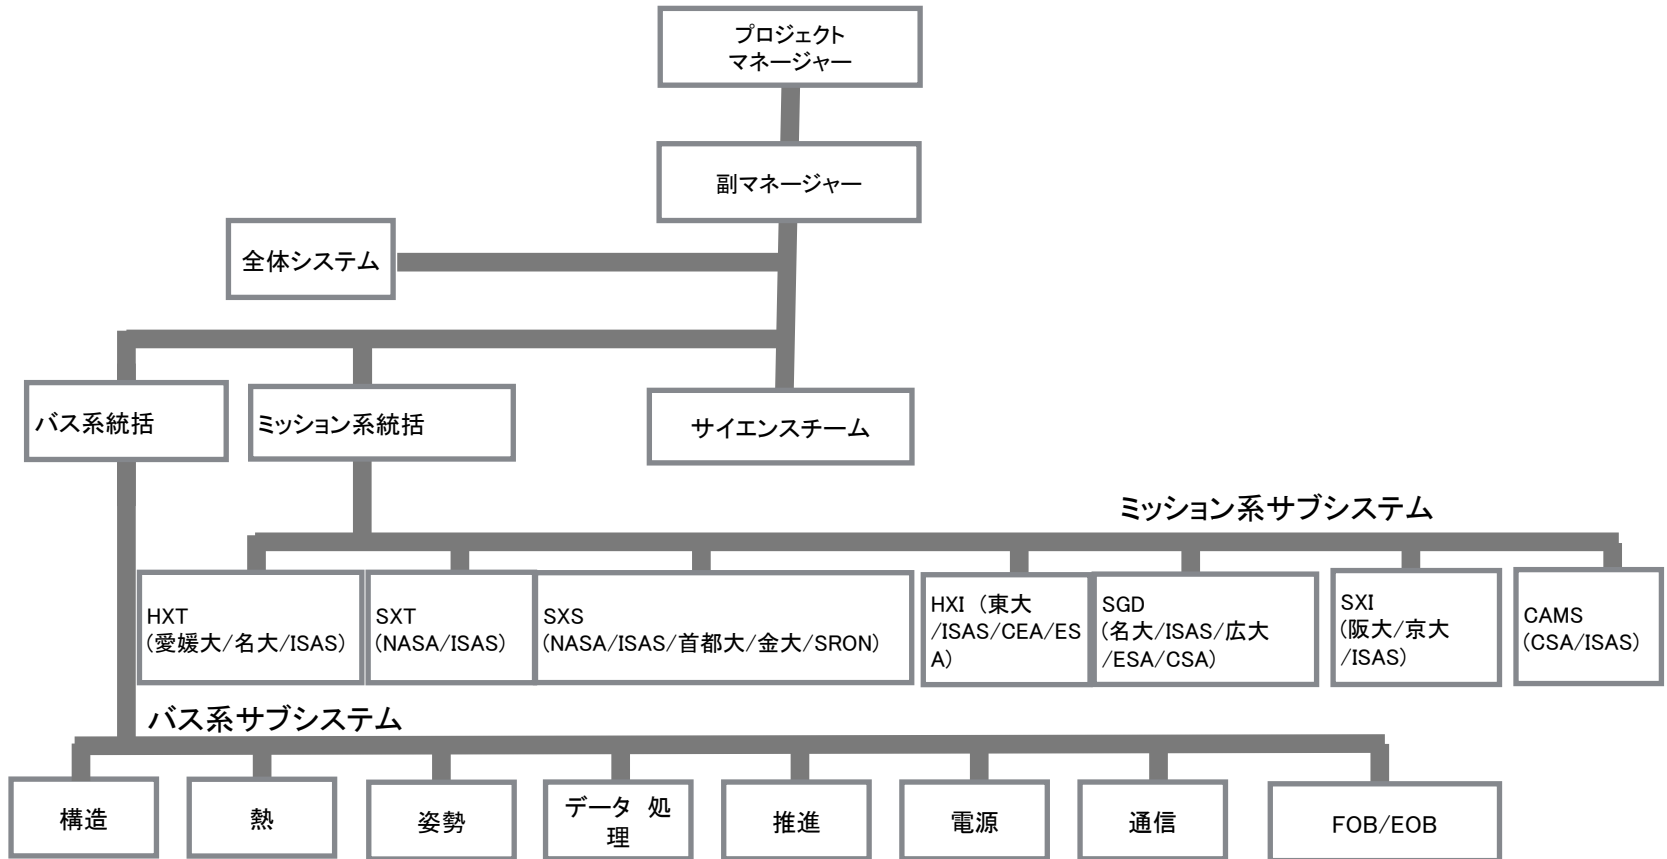 プロジェクト
マネージャー
副マネージャー
全体システム
バス系統括
ミッション系統括
サイエンスチーム
ミッション系サブシステム
HXT
(愛媛大/名大/ISAS)
SXT
(NASA/ISAS)
SXS
(NASA/ISAS/首都大/金大/SRON)
HXI (東大
/ISAS/CEA/ES
A)
SGD
(名大/ISAS/広大
/ESA/CSA)
SXI
(阪大/京大
/ISAS)
CAMS
(CSA/ISAS)
バス系サブシステム
構造
熱
姿勢
データ 処
理
推進
電源
通信
FOB/EOB